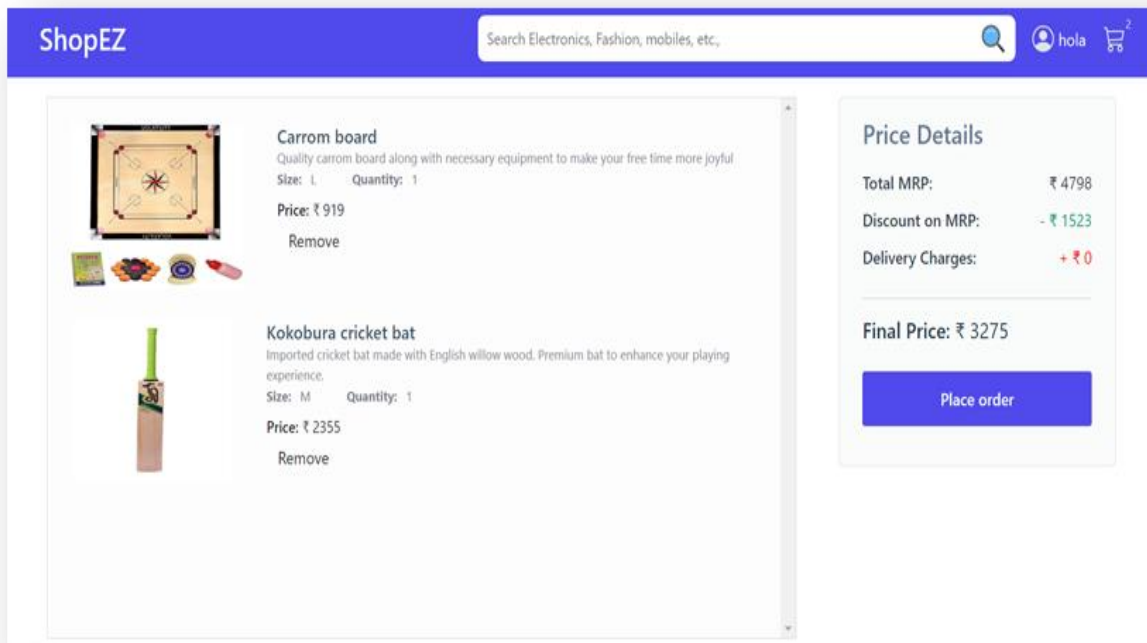 ShopEZ
Search Electronics, Fashion, mobiles, etc.,
hola
2
Carrom board
Quality carrom board along with necessary equipment to make your free time more joyful
Size: L Quantity: 1
Price: ₹ 919
Remove
Kokobura cricket bat
Imported cricket bat made with English willow wood. Premium bat to enhance your playing
experience.
Size: M Quantity: 1
Price: ₹ 2355
Remove
Price Details
Total MRP: ₹ 4798
Discount on MRP: - ₹ 1523
Delivery Charges: + ₹ 0
Final Price: ₹ 3275
Place order